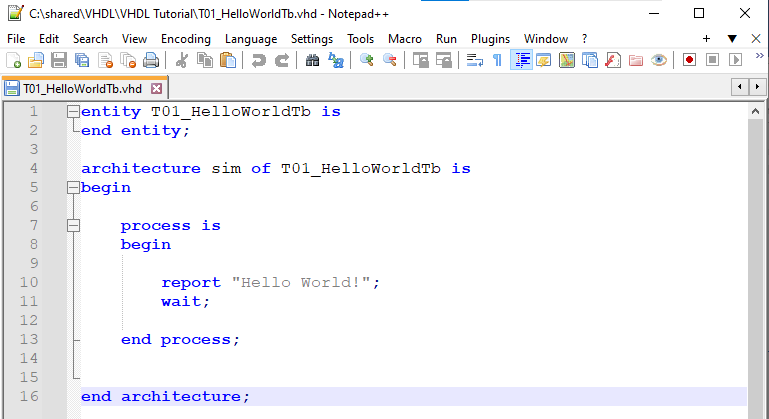 C:\shared\VHDL\VHDL Tutorial\T01_HelloWorldTb.vhd - Notepad++
File Edit Search View Encoding Language Settings Tools Macro Run Plugins Window ? + ▼ X
T01_HelloWorldTb.vhd
1 entity T01_HelloWorldTb is
2 end entity;
3
4 architecture sim of T01_HelloWorldTb is
5 begin
6
7 process is
8 begin
9
10 report "Hello World!";
11 wait;
12
13 end process;
14
15
16 end architecture;